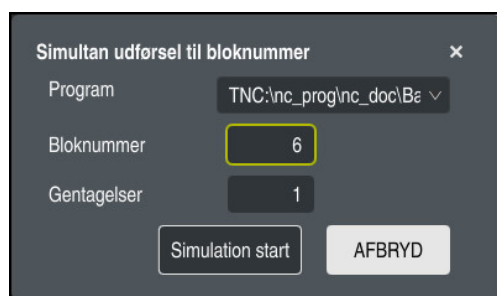 Simultan udførsel til bloknummer ×
Program TNC:\nc_prog\nc_doc\Ba
Bloknummer 6
Gentagelser 1
Simulation start AFBRYD